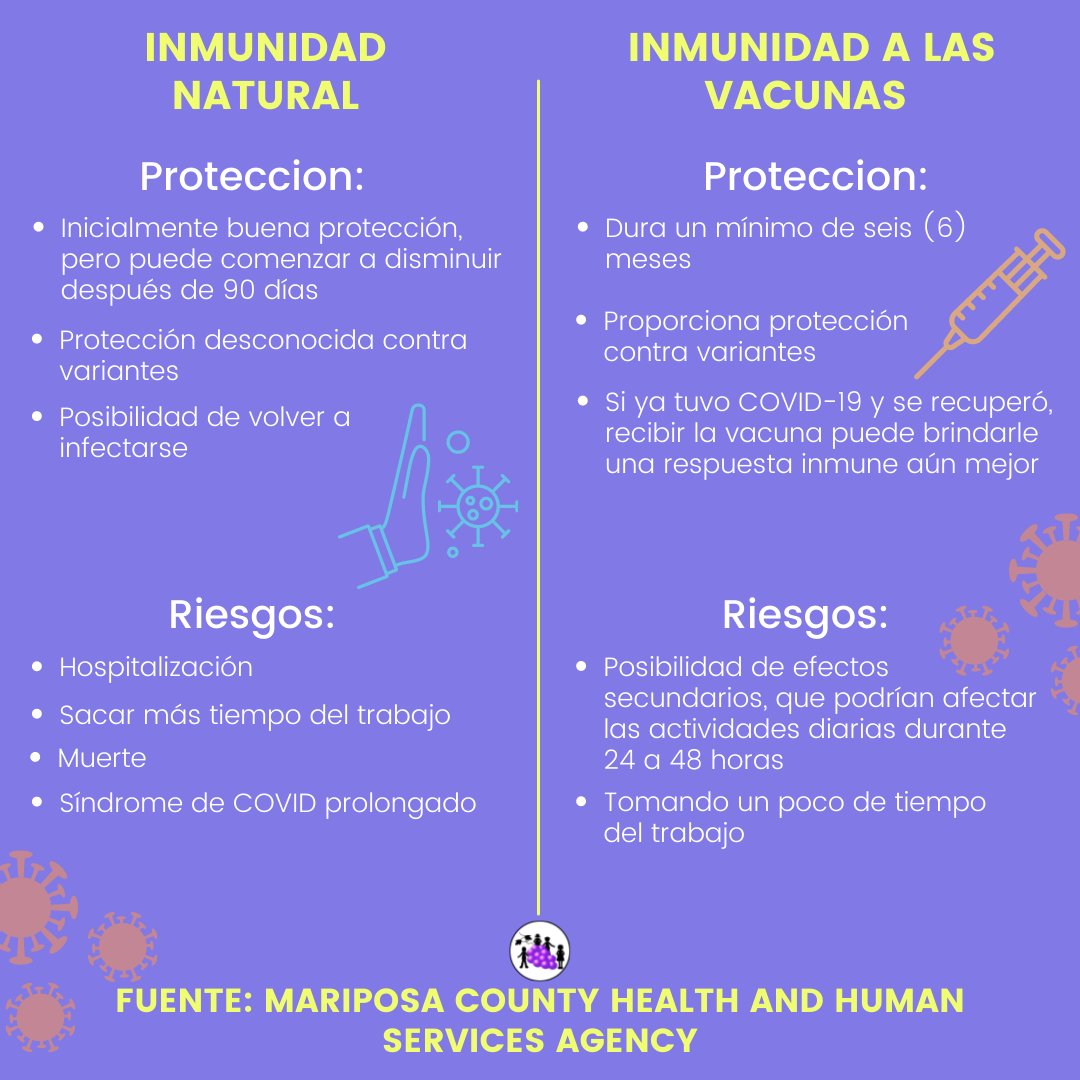 INMUNIDAD
NATURAL
Proteccion:
• Inicialmente buena protección,
pero puede comenzar a disminuir
después de 90 días
• Protección desconocida contra
variantes
• Posibilidad de volver a
infectarse
Riesgos:
• Hospitalización
• Sacar más tiempo del trabajo
• Muerte
• Síndrome de COVID prolongado
INMUNIDAD A LAS
VACUNAS
Proteccion:
• Dura un mínimo de seis (6)
meses
• Proporciona protección
contra variantes
• Si ya tuvo COVID-19 y se recuperó,
recibir la vacuna puede brindarle
una respuesta inmune aún mejor
Riesgos:
• Posibilidad de efectos
secundarios, que podrían afectar
las actividades diarias durante
24 a 48 horas
• Tomando un poco de tiempo
del trabajo
FUENTE: MARIPOSA COUNTY HEALTH AND HUMAN
SERVICES AGENCY